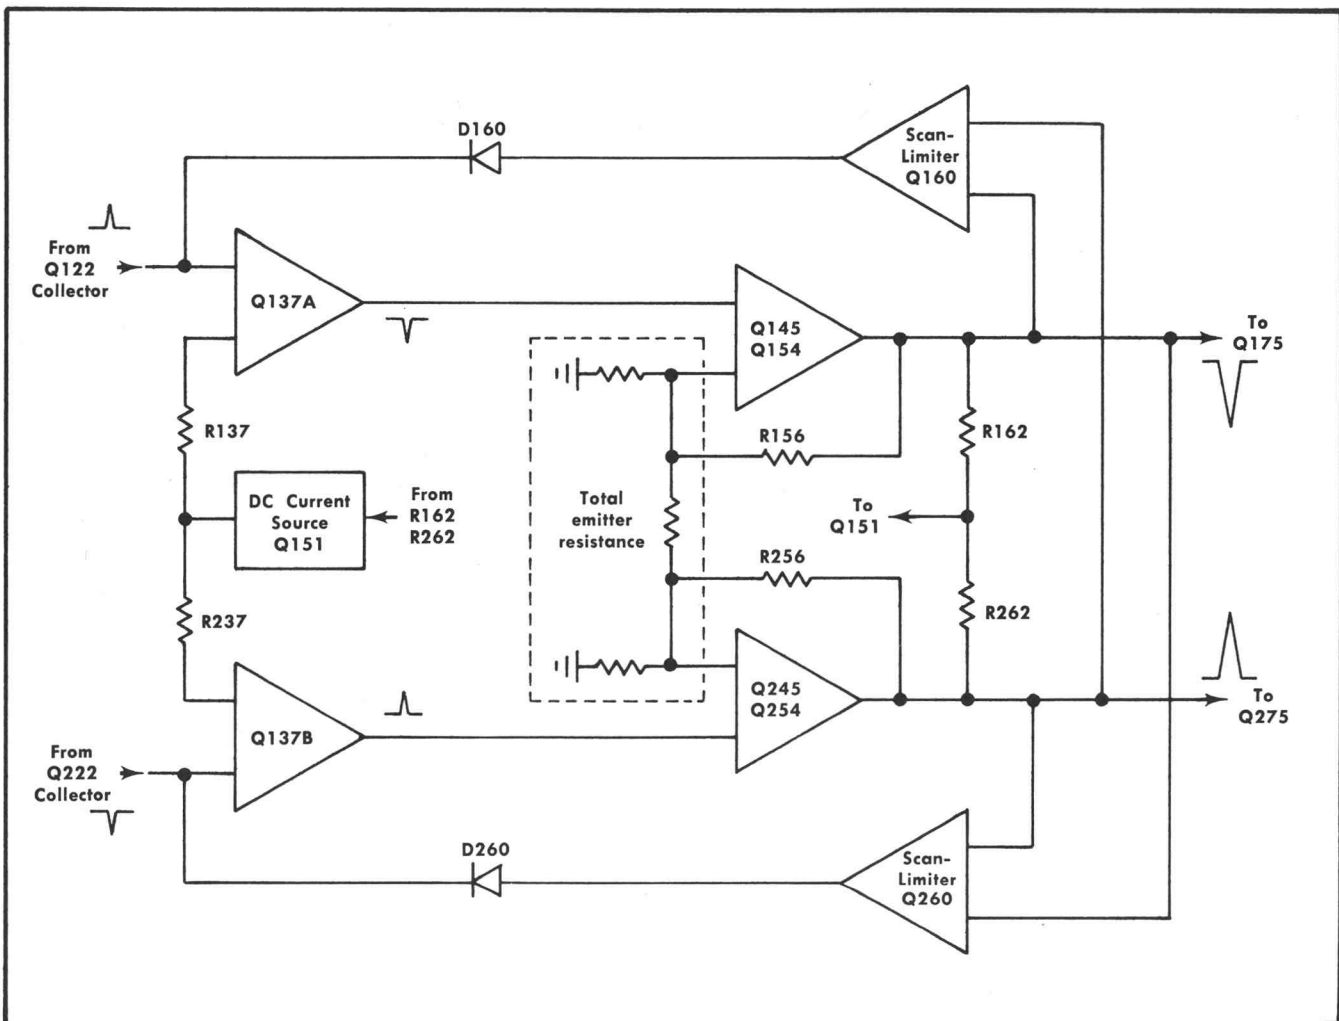 D160
Scan-
Limiter
Q160
From
Q122
Collector
Q137A
Q145
Q154
To
Q175
R137
R156
R162
DC Current
Source
Q151
From
R162
R262
Total
emitter
resistance
To
Q151
R256
R237
R262
Q137B
Q245
Q254
To
Q275
From
Q222
Collector
D260
Scan-
Limiter
Q260